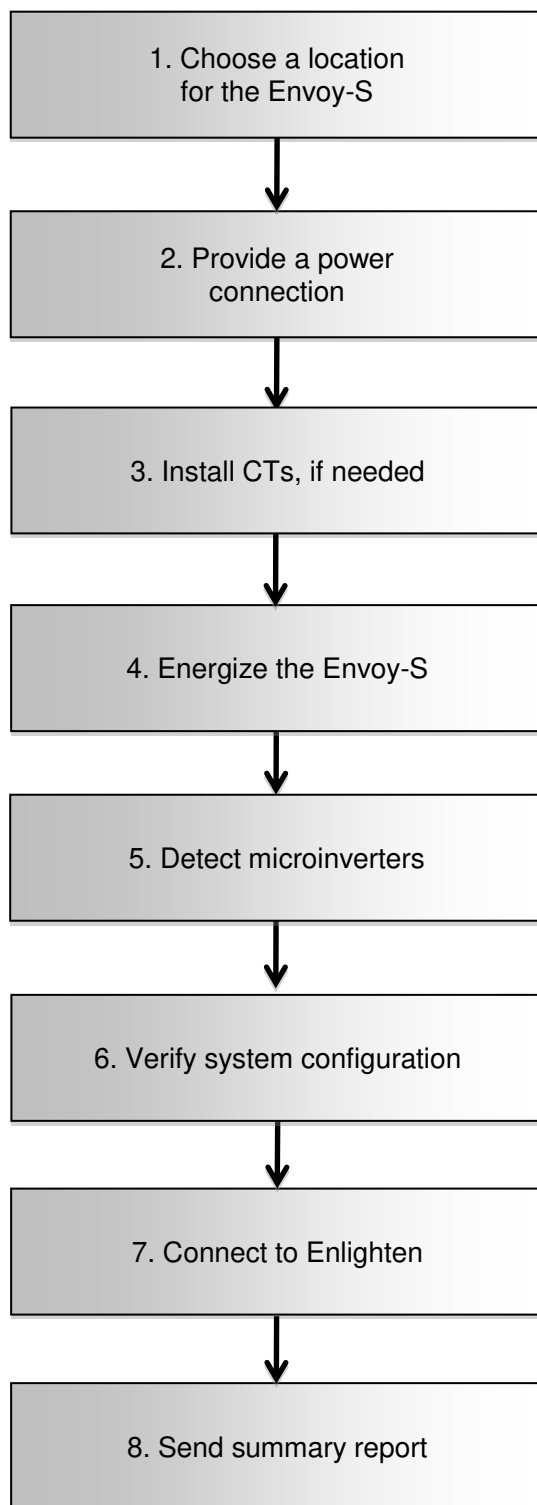 1. Choose a location
for the Envoy-S
2. Provide a power
connection
3. Install CTs, if needed
4. Energize the Envoy-S
5. Detect microinverters
6. Verify system configuration
7. Connect to Enlighten
8. Send summary report